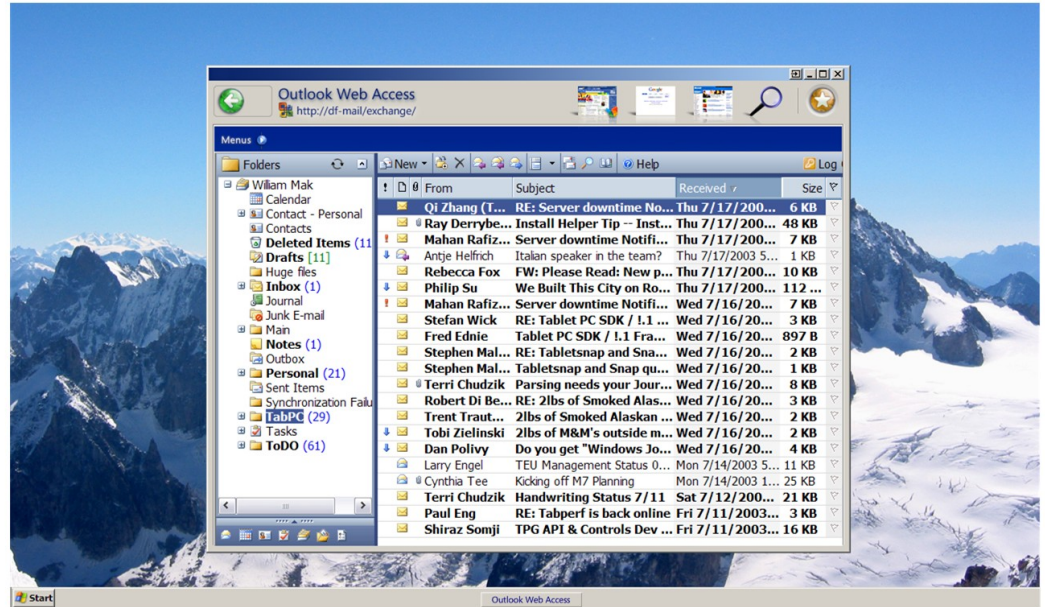 Outlook Web Access
http://df-mail/exchange/
Menus
Folders
New
Help
Log
Wiliam Mak
Calendar
Contact - Personal
Contacts
Deleted Items (11
Drafts [11]
Huge files
Inbox (1)
Journal
Junk E-mail
Main
Notes (1)
Outbox
Personal (21)
Sent Items
Synchronization Failu
TabPC (29)
Tasks
ToDO (61)
! From Subject Received Size
Qi Zhang (T... RE: Server downtime No... Thu 7/17/200... 6 KB
Ray Derrybe... Install Helper Tip -- Inst... Thu 7/17/200... 48 KB
! Mahan Rafiz... Server downtime Notifi... Thu 7/17/200... 7 KB
Antje Helfrich Italian speaker in the team? Thu 7/17/2003 5... 1 KB
Rebecca Fox FW: Please Read: New p... Thu 7/17/200... 10 KB
Philip Su We Built This City on Ro... Thu 7/17/200... 112 ...
! Mahan Rafiz... Server downtime Notifi... Wed 7/16/20... 7 KB
Stefan Wick RE: Tablet PC SDK / !.1 ... Wed 7/16/20... 3 KB
Fred Ednie Tablet PC SDK / !.1 Fra... Wed 7/16/20... 897 B
Stephen Mal... RE: Tabletsnap and Sna... Wed 7/16/20... 2 KB
Stephen Mal... Tabletsnap and Snap qu... Wed 7/16/20... 1 KB
Terri Chudzik Parsing needs your Jour... Wed 7/16/20... 8 KB
Robert Di Be... RE: 2lbs of Smoked Alas... Wed 7/16/20... 3 KB
Trent Traut... 2lbs of Smoked Alaskan ... Wed 7/16/20... 2 KB
Tobi Zielinski 2lbs of M&M's outside m... Wed 7/16/20... 2 KB
Dan Polivy Do you get "Windows Jo... Wed 7/16/20... 4 KB
Larry Engel TEU Management Status 0... Mon 7/14/2003 5... 11 KB
Cynthia Tee Kicking off M7 Planning Mon 7/14/2003 1... 25 KB
Terri Chudzik Handwriting Status 7/11 Sat 7/12/200... 21 KB
Paul Eng RE: Tabperf is back online Fri 7/11/2003... 3 KB
Shiraz Somji TPG API & Controls Dev ... Fri 7/11/2003... 16 KB
Start
Outlook Web Access